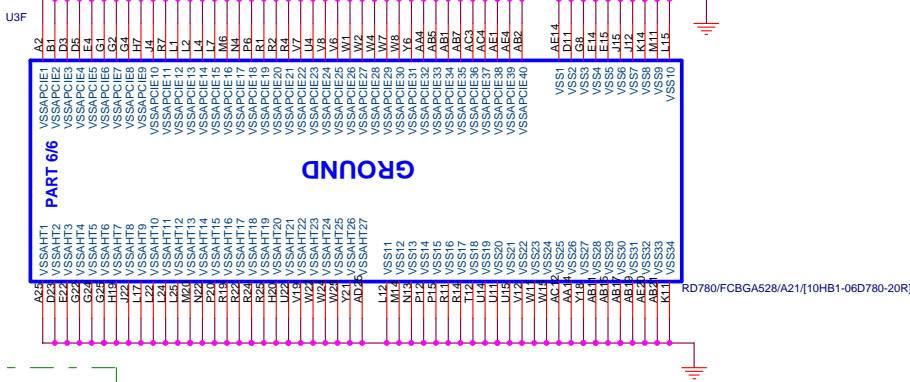 U3F
A2
B1
D3
D5
E4
G1
G2
G4
H7
J4
R7
L1
L2
L4
L7
M6
N4
P6
R1
R2
R4
V7
U4
V8
V6
W1
W2
W4
W7
W8
Y6
AA4
AB5
AB1
AB7
AC3
AC4
AE1
AE4
AB2
AE14
D11
G8
E14
E15
J15
J12
K14
M11
L15
VSSAPCIE1
VSSAPCIE2
VSSAPCIE3
VSSAPCIE4
VSSAPCIE5
VSSAPCIE6
VSSAPCIE7
VSSAPCIE8
VSSAPCIE9
VSSAPCIE10
VSSAPCIE11
VSSAPCIE12
VSSAPCIE13
VSSAPCIE14
VSSAPCIE15
VSSAPCIE16
VSSAPCIE17
VSSAPCIE18
VSSAPCIE19
VSSAPCIE20
VSSAPCIE21
VSSAPCIE22
VSSAPCIE23
VSSAPCIE24
VSSAPCIE25
VSSAPCIE26
VSSAPCIE27
VSSAPCIE28
VSSAPCIE29
VSSAPCIE30
VSSAPCIE31
VSSAPCIE32
VSSAPCIE33
VSSAPCIE34
VSSAPCIE35
VSSAPCIE36
VSSAPCIE37
VSSAPCIE38
VSSAPCIE39
VSSAPCIE40
VSS1
VSS2
VSS3
VSS4
VSS5
VSS6
VSS7
VSS8
VSS9
VSS10
PART 6/6
GROUND
VSSAHT1
VSSAHT2
VSSAHT3
VSSAHT4
VSSAHT5
VSSAHT6
VSSAHT7
VSSAHT8
VSSAHT9
VSSAHT10
VSSAHT11
VSSAHT12
VSSAHT13
VSSAHT14
VSSAHT15
VSSAHT16
VSSAHT17
VSSAHT18
VSSAHT19
VSSAHT20
VSSAHT21
VSSAHT22
VSSAHT23
VSSAHT24
VSSAHT25
VSSAHT26
VSSAHT27
VSS11
VSS12
VSS13
VSS14
VSS15
VSS16
VSS17
VSS18
VSS19
VSS20
VSS21
VSS22
VSS23
VSS24
VSS25
VSS26
VSS27
VSS28
VSS29
VSS30
VSS31
VSS32
VSS33
VSS34
A25
D23
E22
G22
G24
G25
H19
J22
L17
L22
L24
L25
M20
N22
P20
R19
R22
R24
R25
H20
U22
V19
W22
W24
W25
Y21
AD25
L12
M14
N13
P12
P15
R11
R14
T12
U14
U11
U15
V12
W11
W15
AC12
AA14
Y18
AB11
AB15
AB17
AB19
AE20
AB21
K11
RD780/FCBGA528/A21/[10HB1-06D780-20R]